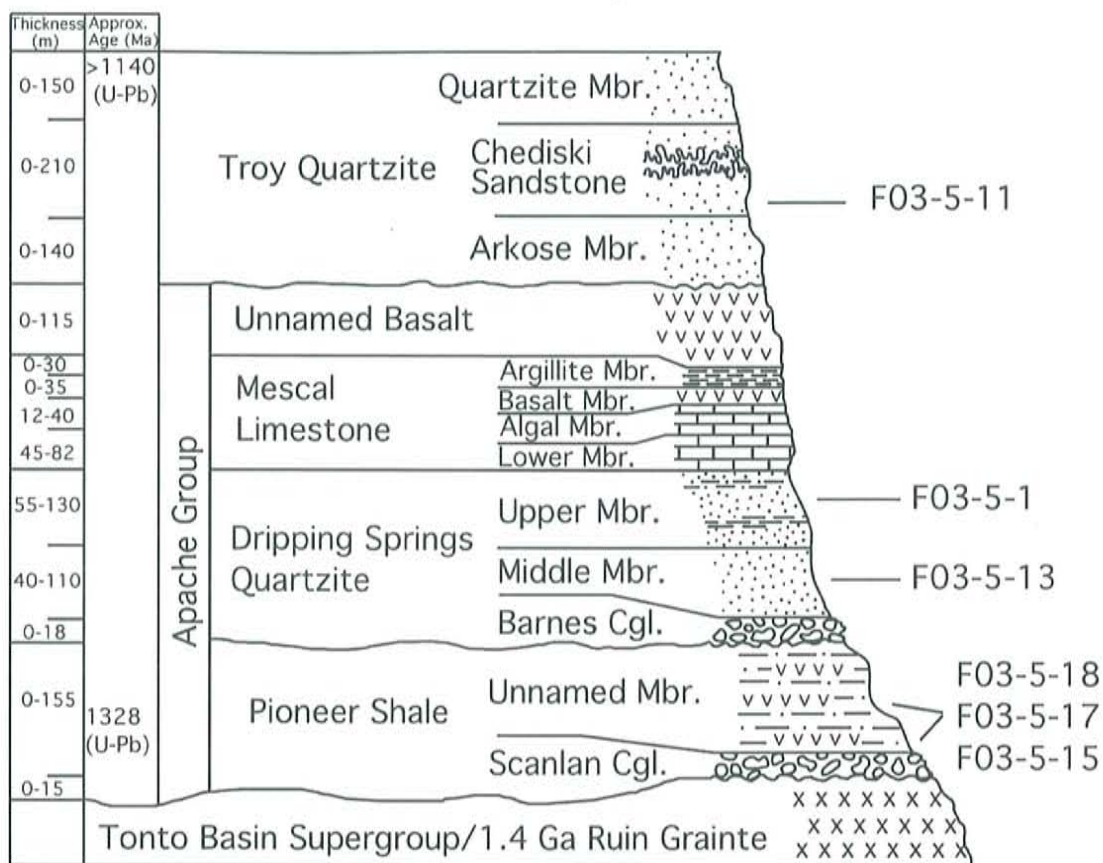 Thickness (m)
Approx. Age (Ma)
0-150
>1140
(U-Pb)
Quartzite Mbr.
0-210
Troy Quartzite
Chediski
Sandstone
F03-5-11
0-140
Arkose Mbr.
0-115
Unnamed Basalt
0-30
Argillite Mbr.
0-35
Mescal
Limestone
Basalt Mbr.
12-40
Algal Mbr.
45-82
Lower Mbr.
Apache Group
55-130
Upper Mbr.
F03-5-1
Dripping Springs
Quartzite
40-110
Middle Mbr.
F03-5-13
0-18
Barnes Cgl.
0-155
1328
(U-Pb)
Pioneer Shale
Unnamed Mbr.
F03-5-18
F03-5-17
F03-5-15
Scanlan Cgl.
0-15
Tonto Basin Supergroup/1.4 Ga Ruin Grainte